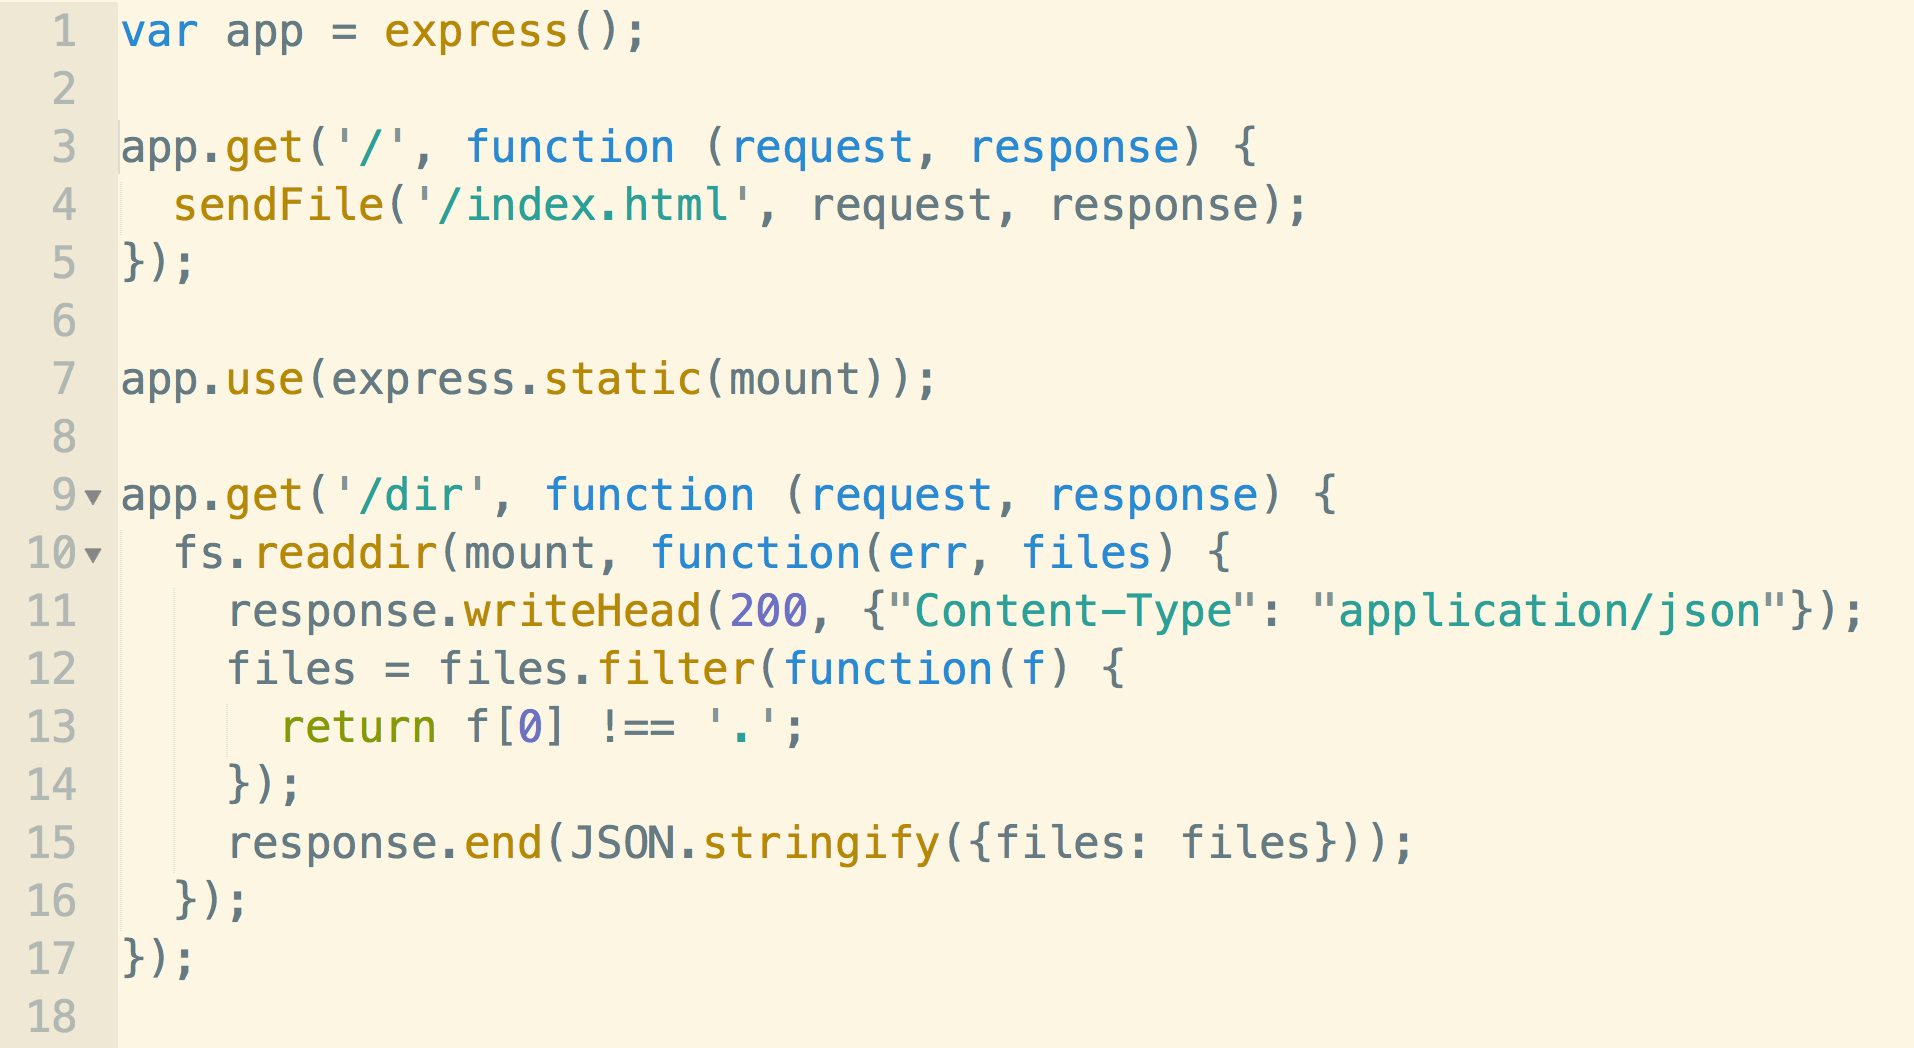 1 var app = express();
2
3 app.get('/', function (request, response) {
4   sendFile('/index.html', request, response);
5 });
6
7 app.use(express.static(mount));
8
9 app.get('/dir', function (request, response) {
10   fs.readdir(mount, function(err, files) {
11     response.writeHead(200, {"Content-Type": "application/json"});
12     files = files.filter(function(f) {
13       return f[0] !== '.';
14     });
15     response.end(JSON.stringify({files: files}));
16   });
17 });
18